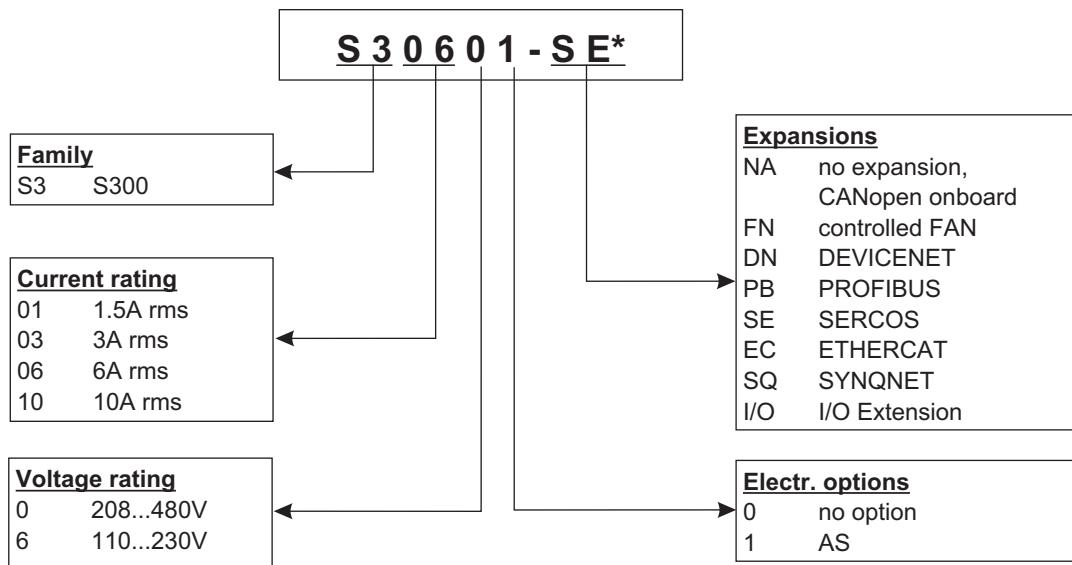 S 3 0 6 0 1 - S E*
Family
S3 S300
Current rating
01 1.5A rms
03 3A rms
06 6A rms
10 10A rms
Voltage rating
0 208...480V
6 110...230V
Expansions
NA no expansion,
CANopen onboard
FN controlled FAN
DN DEVICENET
PB PROFIBUS
SE SERCOS
EC ETHERCAT
SQ SYNQNET
I/O I/O Extension
Electr. options
0 no option
1 AS